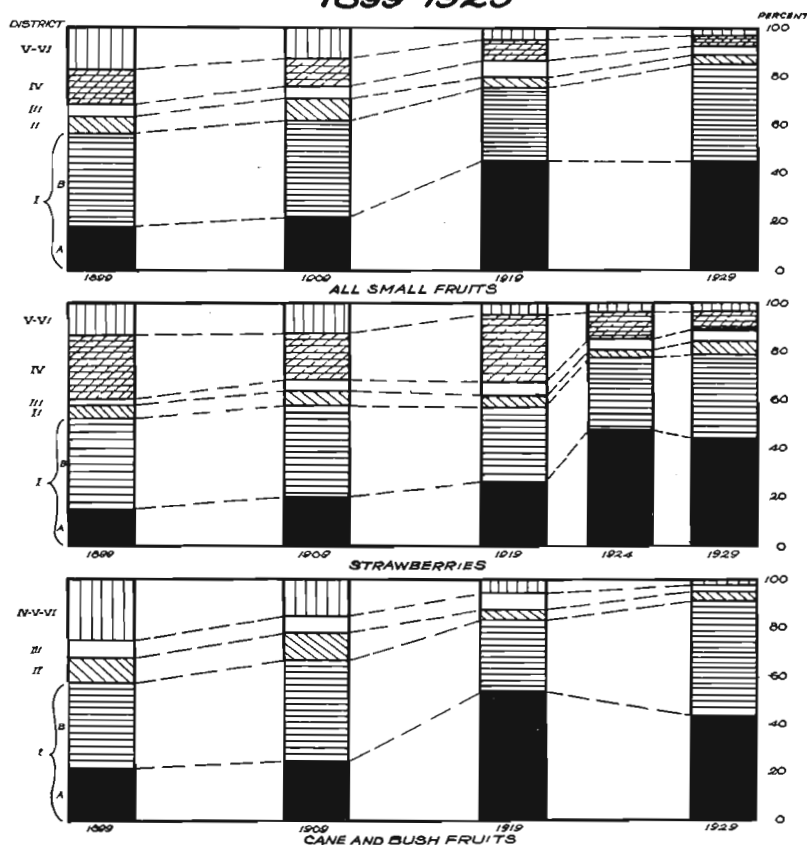 1899-1929
DISTRICT PERCENT
V-VI
IV
III
II
I
B
A
100
80
60
40
20
0
1899 1909 1919 1929
ALL SMALL FRUITS
V-VI
IV
III
II
I
B
A
100
80
60
40
20
0
1899 1909 1919 1924 1929
STRAWBERRIES
IV-V-VI
III
II
I
B
A
100
80
60
40
20
0
1899 1909 1919 1929
CANE AND BUSH FRUITS